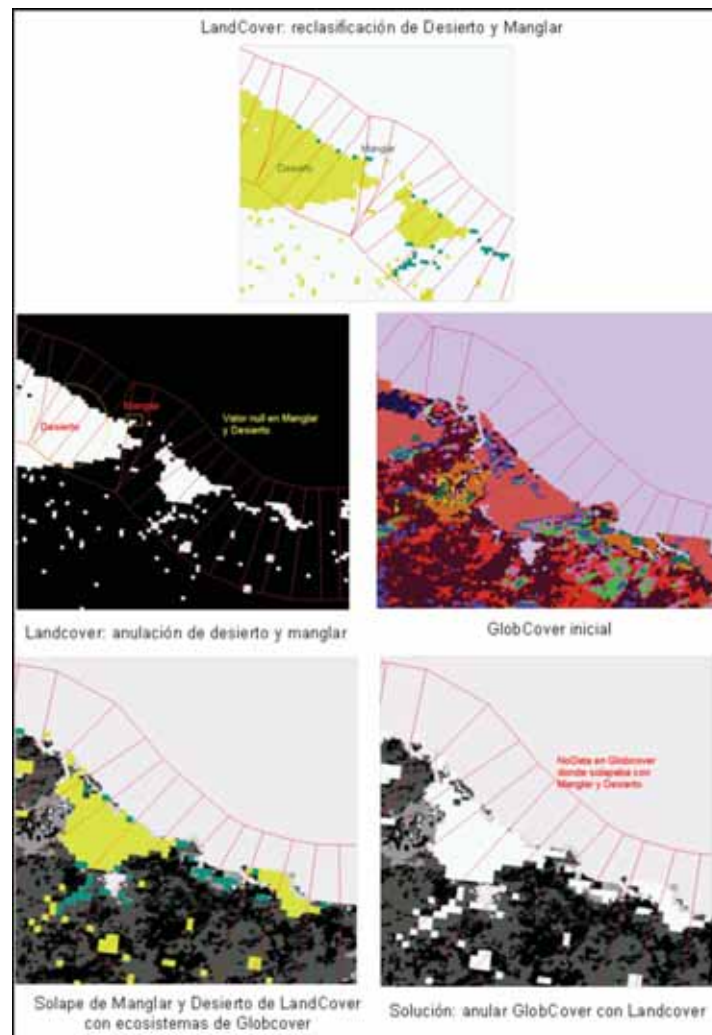 LandCover: reclasificación de Desierto y Manglar
Manglar
Desierto
Desierto
Manglar
Valor null en Manglar
y Desierto
Landcover: anulación de desierto y manglar
GlobCover inicial
NoData en Globcover
donde solapaba con
Manglar y Desierto
Solape de Manglar y Desierto de LandCover
con ecosistemas de Globcover
Solución: anular GlobCover con Landcover